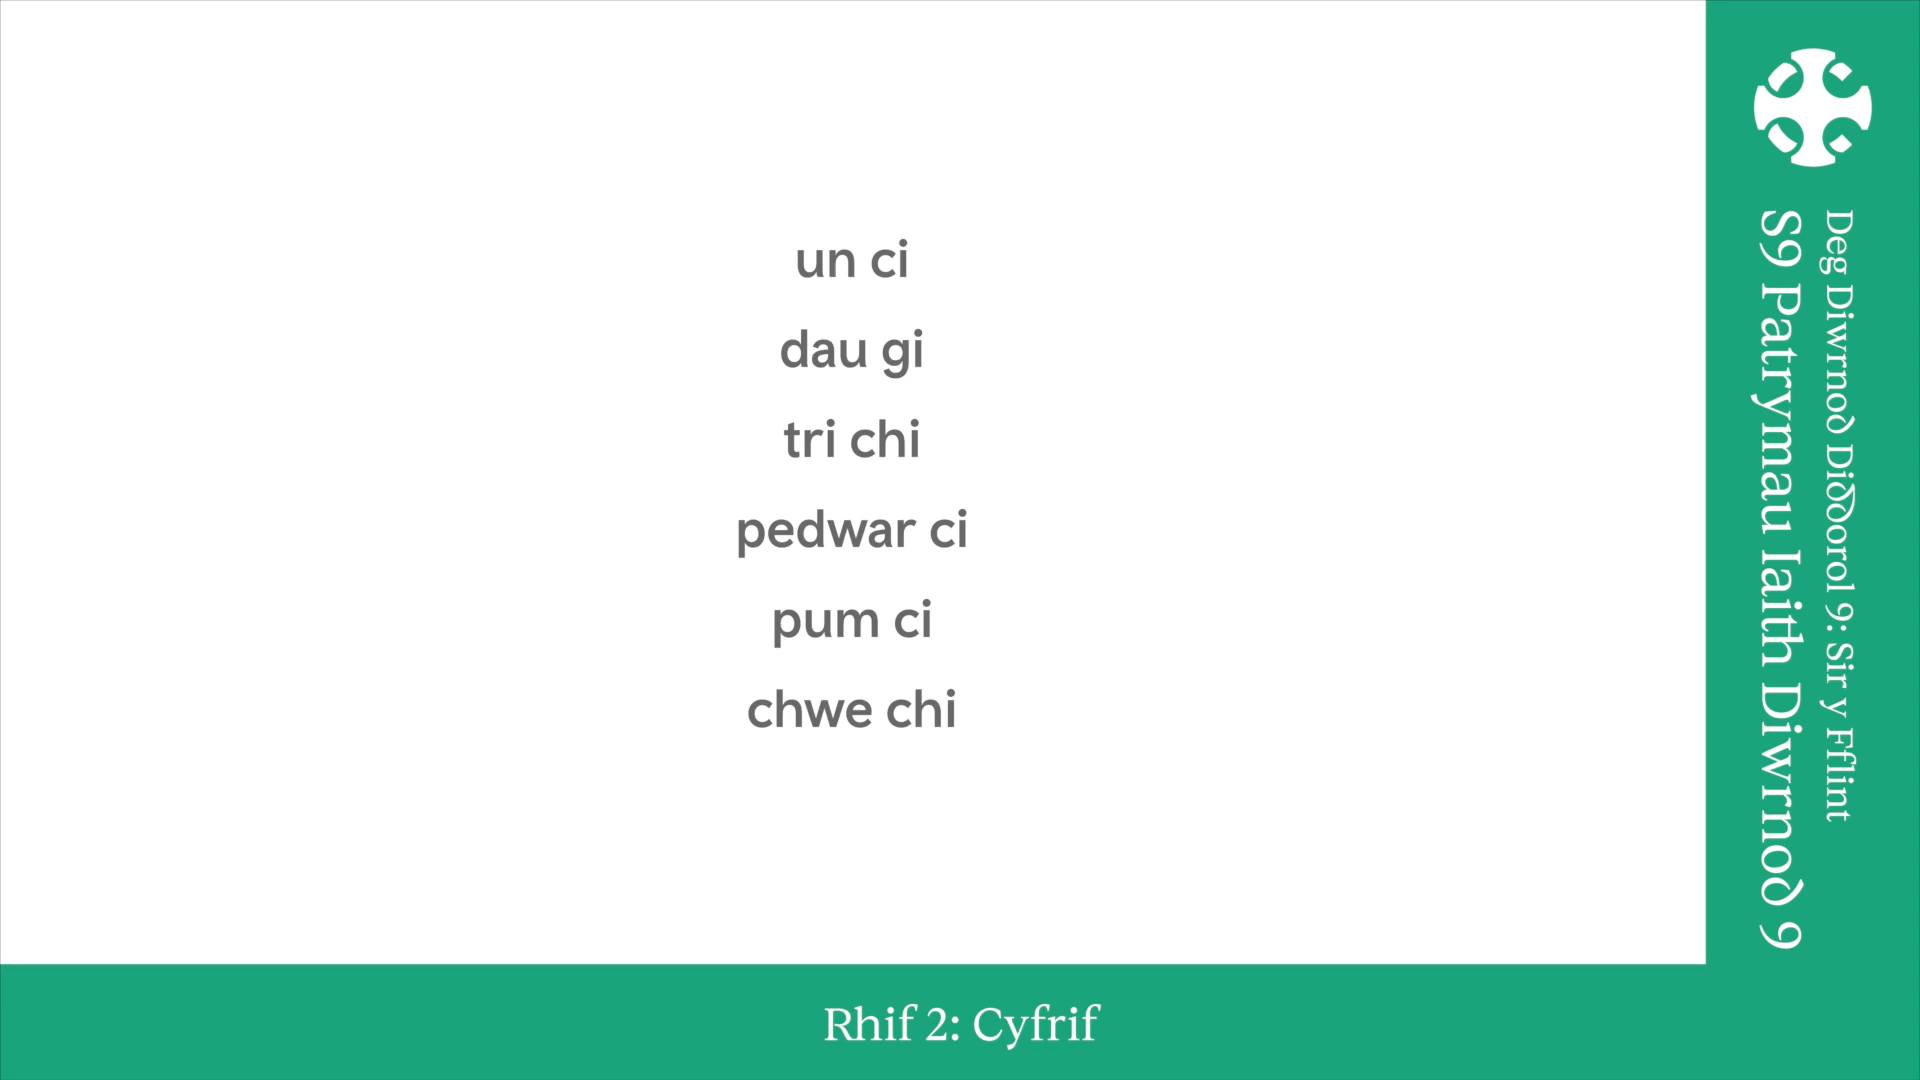 un ci
dau gi
tri chi
pedwar ci
pum ci
chwe chi
Deg Diwrnod Diddorol 9: Sir y Fflint
S9 Patrymau Iaith Diwrnod 9
Rhif 2: Cyfrif